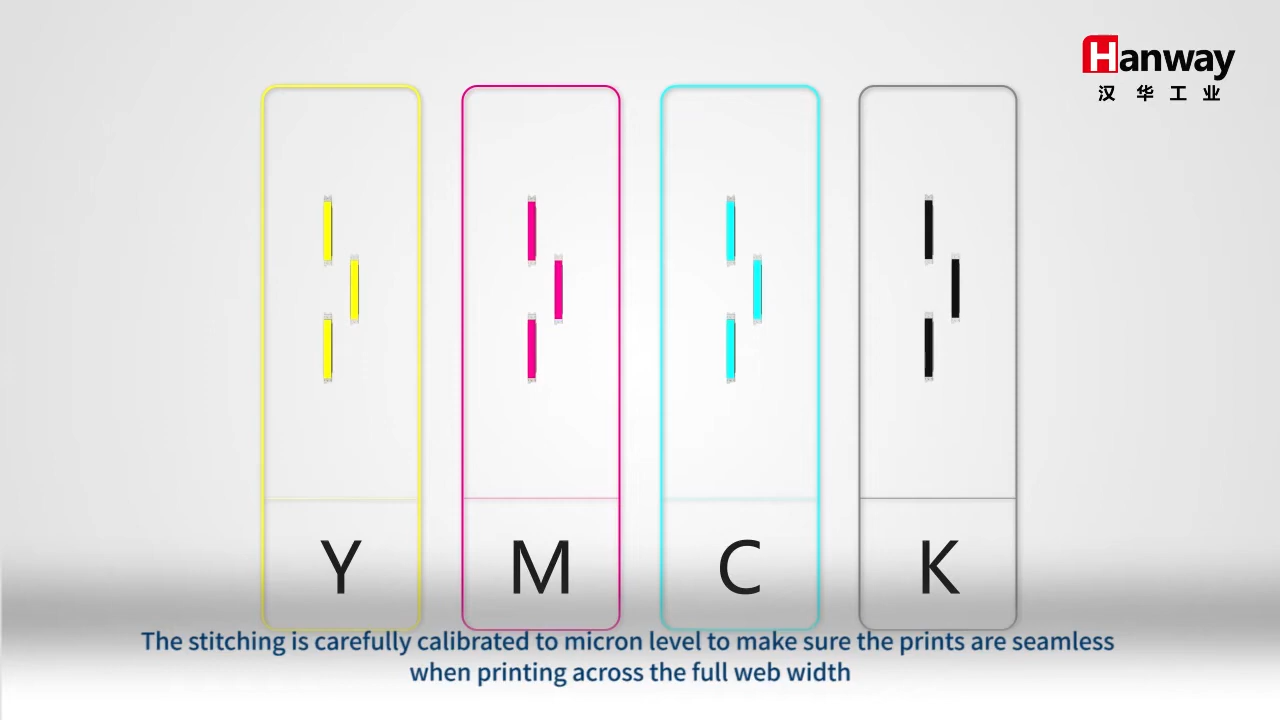 Hanway
汉华工业
Y M C K
The stitching is carefully calibrated to micron level to make sure the prints are seamless
when printing across the full web width